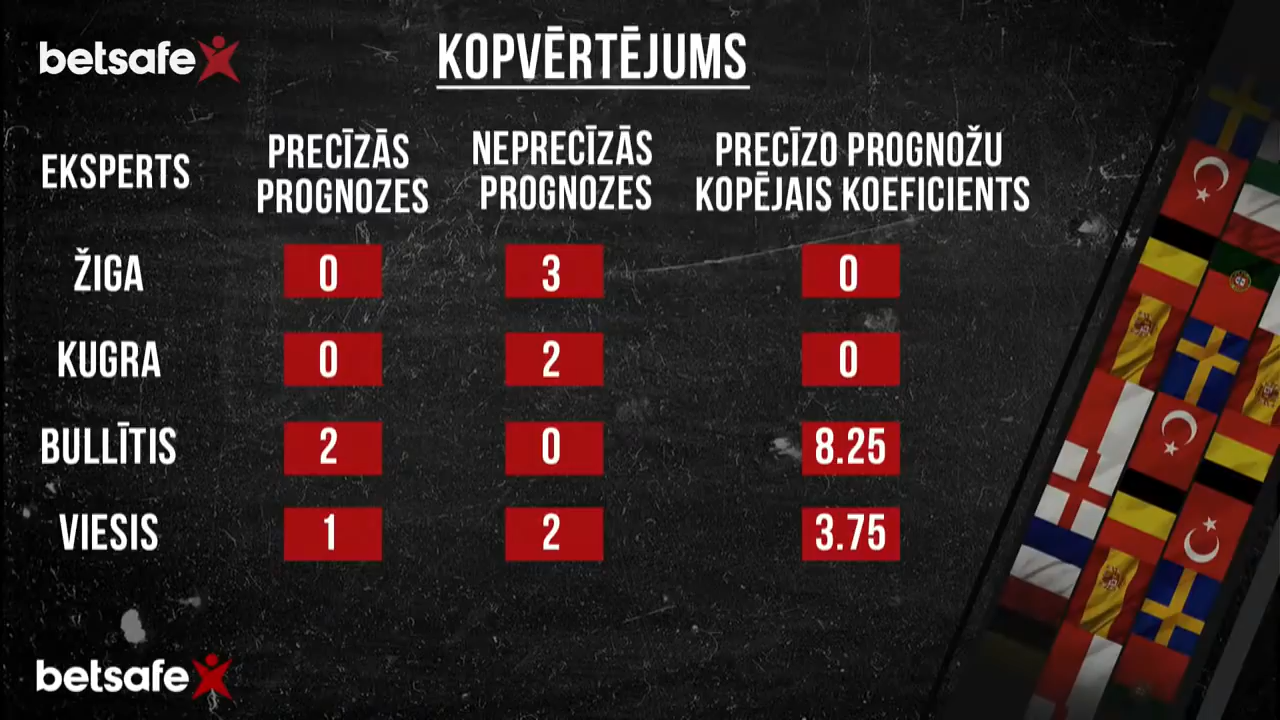 betsafe
KOPVĒRTĒJUMS
EKSPERTS
PRECĪZĀS
PROGNOZES
NEPRECĪZĀS
PROGNOZES
PRECĪZO PROGNOŽU
KOPĒJAIS KOEFICIENTS
ŽIGA 0 3 0
KUGRA 0 2 0
BULLĪTIS 2 0 8.25
VIESIS 1 2 3.75
betsafe